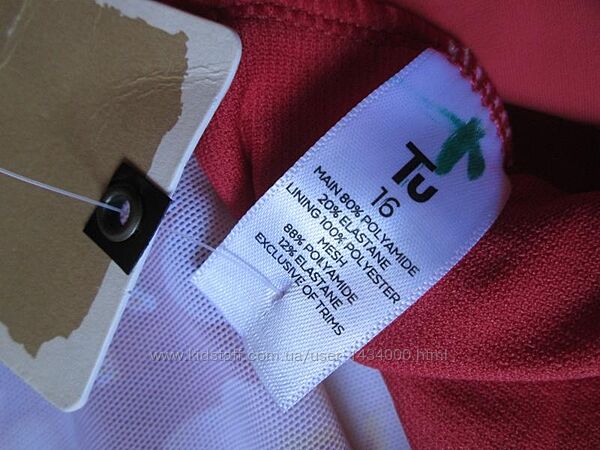 Tu
16
MAIN 80% POLYAMIDE
20% ELASTANE
LINING 100% POLYESTER
MESH
88% POLYAMIDE
12% ELASTANE
EXCLUSIVE OF TRIMS
www.kidstaff.com.ua/user-1434000.html